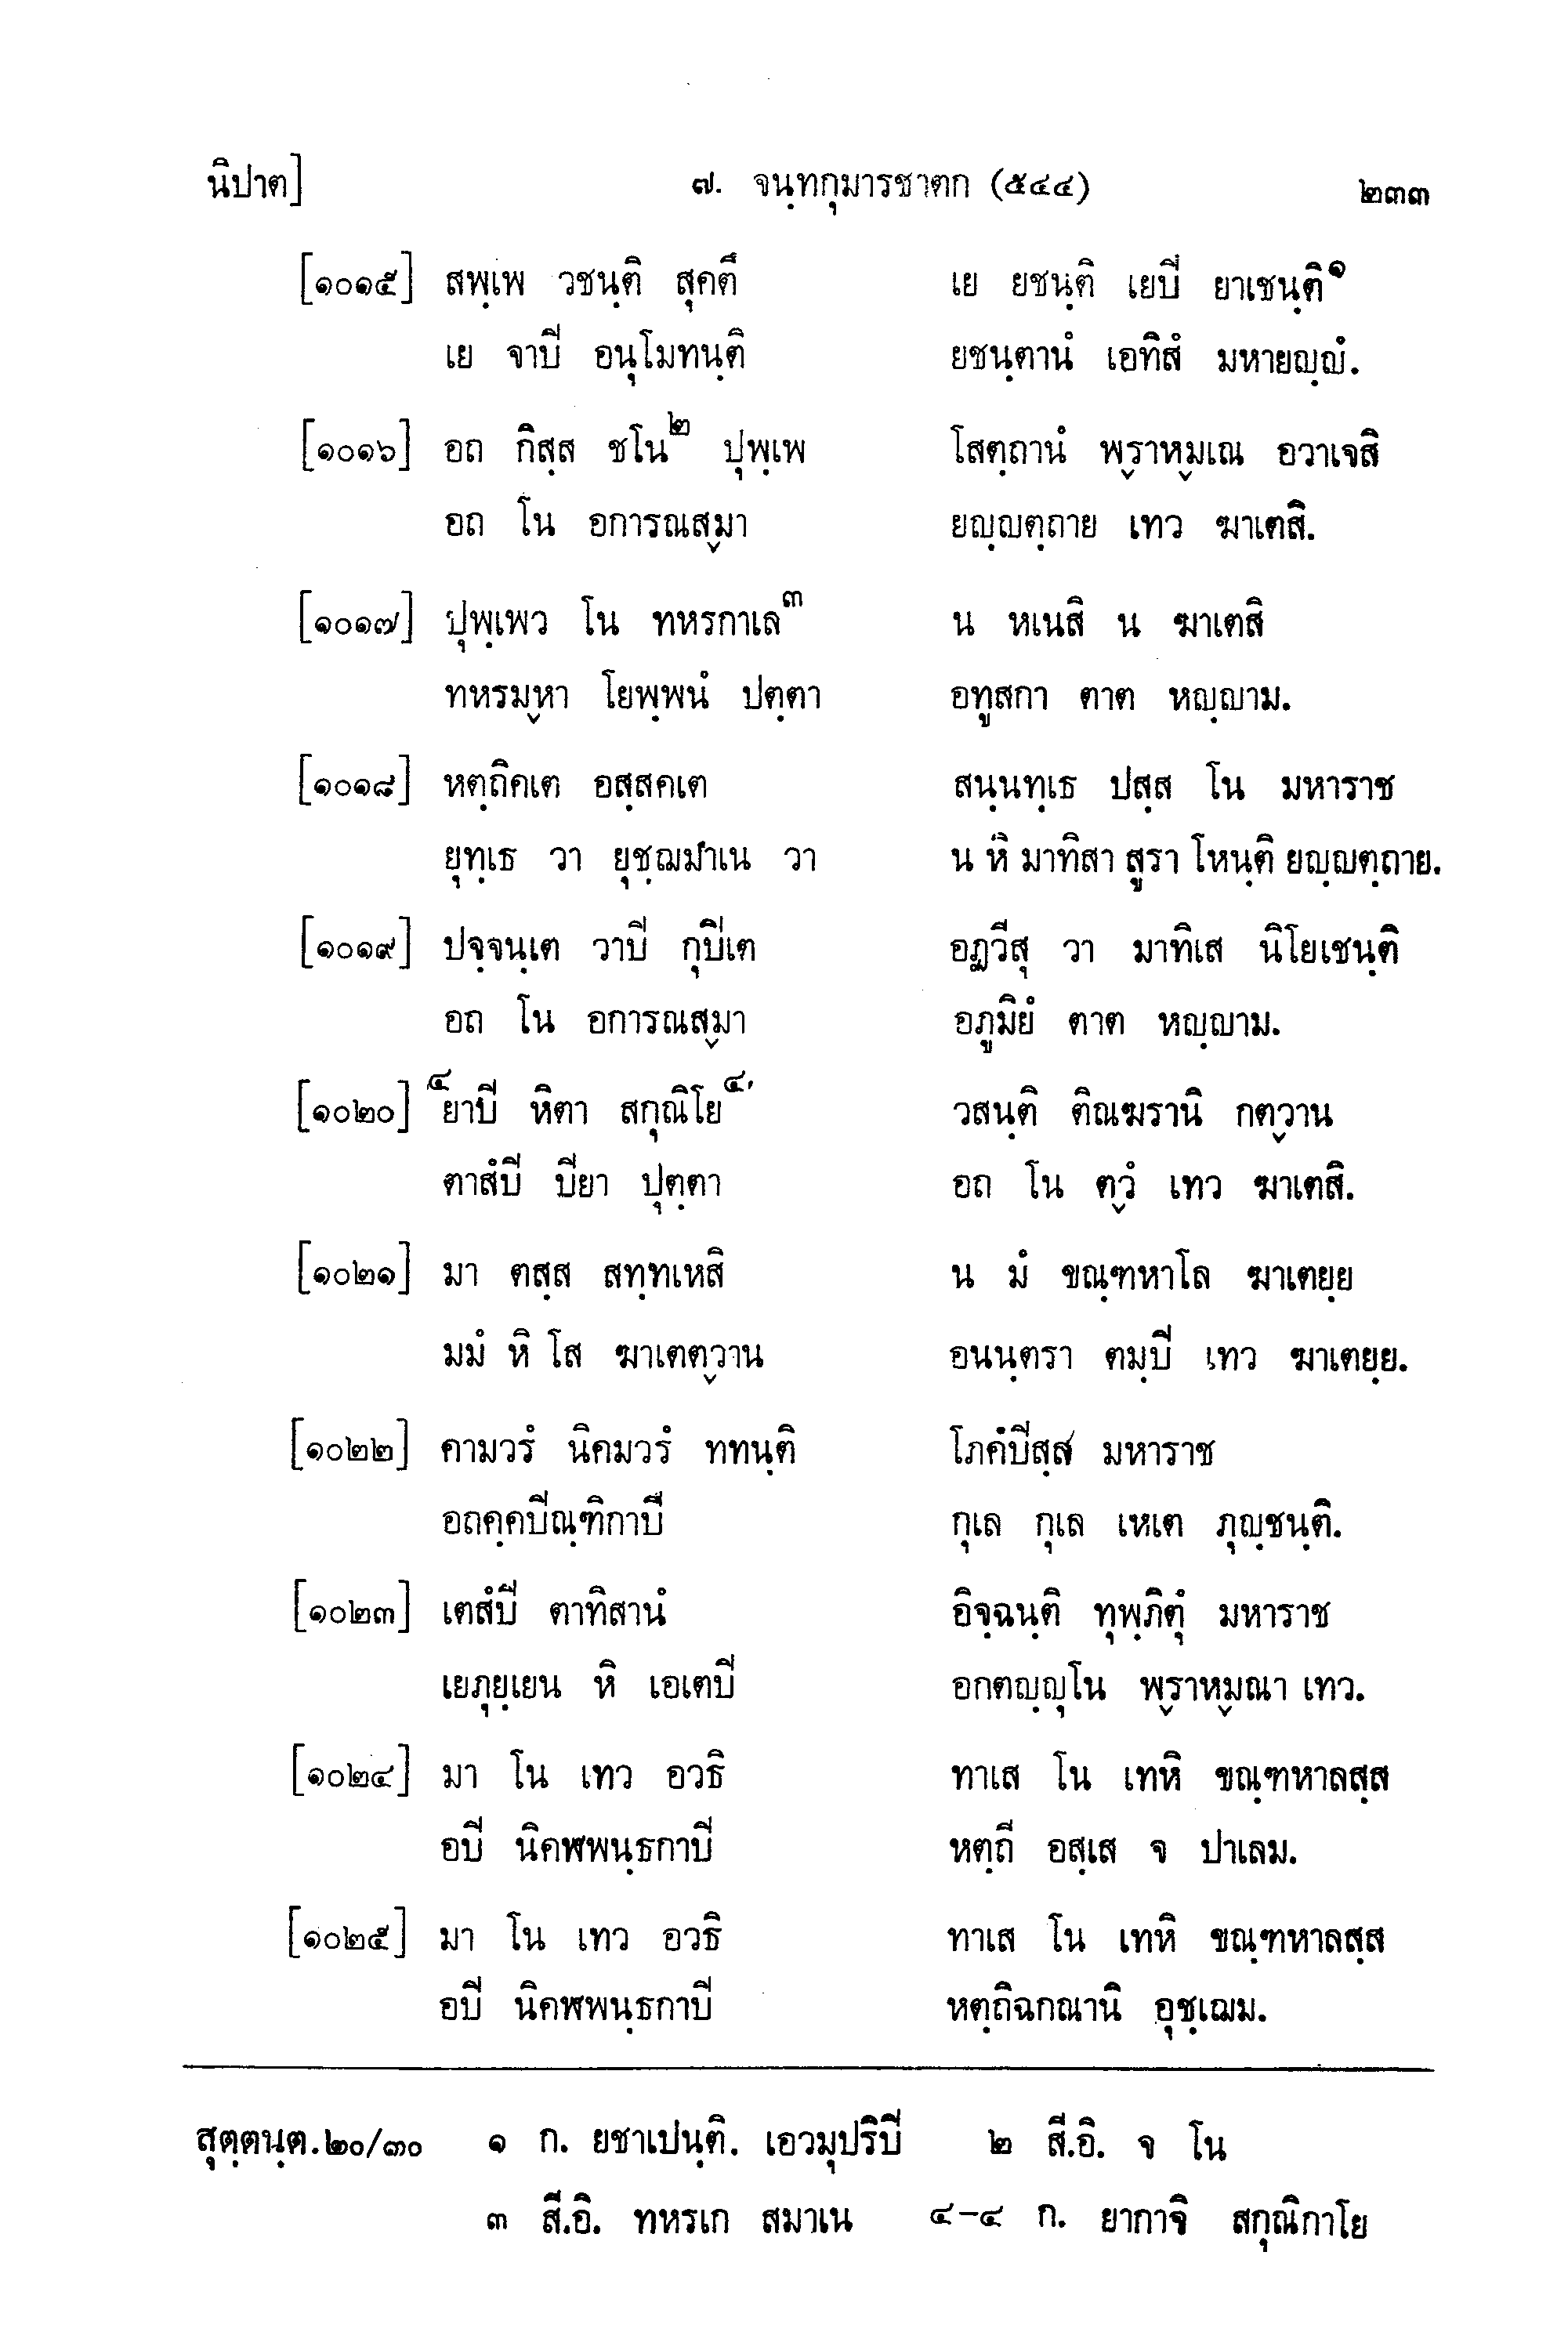 นิปาต] ๗. จนฺทกุมารชาตก (๕๔๔) ๒๓๓
[๑๐๑๕] สพฺเพ วชนฺติ สุคตึ เย ยชนฺติ เยปิ ยาเชนฺติ๑
เย จาปิ อนุโมทนฺติ ยชนฺตานํ เอทิสํ มหายญฺญํ.
[๑๐๑๖] อถ กิสฺส ชโน๒ ปุพฺเพ โสตฺถานํ พฺราหฺมเณ อวาเจสิ
อถ โน อการณสฺมา ยญฺญตฺถาย เทว ฆาเตสิ.
[๑๐๑๗] ปุพฺเพว โน ทหรกาเล๓ น หเนสิ น ฆาเตสิ
ทหรมฺหา โยพฺพนํ ปตฺตา อทูสกา ตาต หญฺญาม.
[๑๐๑๘] หตฺถิคเต อสฺสคเต สนฺนทฺเธ ปสฺส โน มหาราช
ยุทฺเธ วา ยุชฺฌมาเน วา น หิ มาทิสา สูรา โหนฺติ ยญฺญตฺถาย.
[๑๐๑๙] ปจฺจนฺเต วาปิ กุปิเต อฏวีสุ วา มาทิเส นิโยเชนฺติ
อถ โน อการณสฺมา อภูมิยํ ตาต หญฺญาม.
[๑๐๒๐] ๔ยาปิ หิตา สกุณิโย๔ วสนฺติ ติณฆรานิ กตฺวาน
ตาสํปิ ปิยา ปุตฺตา อถ โน ตฺวํ เทว ฆาเตสิ.
[๑๐๒๑] มา ตสฺส สทฺทเหสิ น มํ ขณฺฑหาโล ฆาเตยฺย
มมํ หิ โส ฆาเตตฺวาน อนนฺตรา ตมฺปิ เทว ฆาเตยฺย.
[๑๐๒๒] คามวรํ นิคมวรํ ททนฺติ โภคํปิสฺส มหาราช
อถคฺคปิณฺฑิกาปิ กุเล กุเล เหเต ภุญฺชนฺติ.
[๑๐๒๓] เตสํปิ ตาทิสานํ อิจฺฉนฺติ ทุพฺภิตุํ มหาราช
เยภุยฺเยน หิ เอเตปิ อกตญฺญุโน พฺราหฺมณา เทว.
[๑๐๒๔] มา โน เทว อวธิ ทาเส โน เทหิ ขณฺฑหาลสฺส
อปิ นิคฬพนฺธกาปิ หตฺถี อสฺเส จ ปาเลม.
[๑๐๒๕] มา โน เทว อวธิ ทาเส โน เทหิ ขณฺฑหาลสฺส
อปิ นิคฬพนฺธกาปิ หตฺถิฉกณานิ อุชฺเฌม.
สุตฺตนฺต.๒๐/๓๐ ๑ ก. ยชาเปนฺติ. เอวมุปริปิ ๒ สี.อิ. จ โน
๓ สี.อิ. ทหรเก สมาเน ๔-๔ ก. ยากาจิ สกุณิกาโย